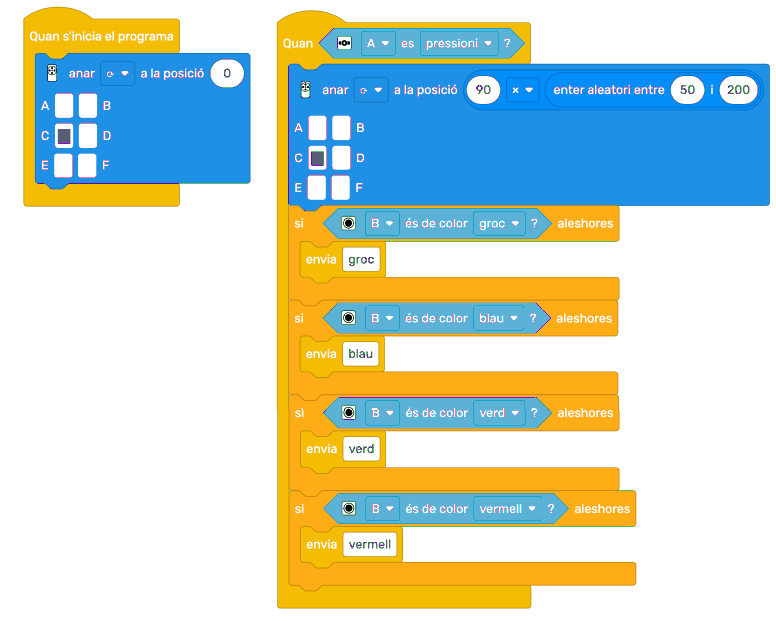 Quan s'inicia el programa
anar a la posició 0
A B
C D
E F
Quan A es pressioni ?
anar a la posició 90 × enter aleatori entre 50 i 200
A B
C D
E F
si B és de color groc ? aleshores
envia groc
si B és de color blau ? aleshores
envia blau
si B és de color verd ? aleshores
envia verd
si B és de color vermell ? aleshores
envia vermell